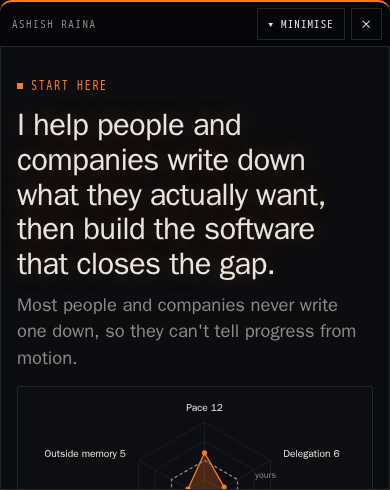 ASHISH RAINA
▾ MINIMISE
✕
START HERE
I help people and
companies write down
what they actually want,
then build the software
that closes the gap.
Most people and companies never write
one down, so they can't tell progress from
motion.
Pace 12
Outside memory 5
Delegation 6
yours